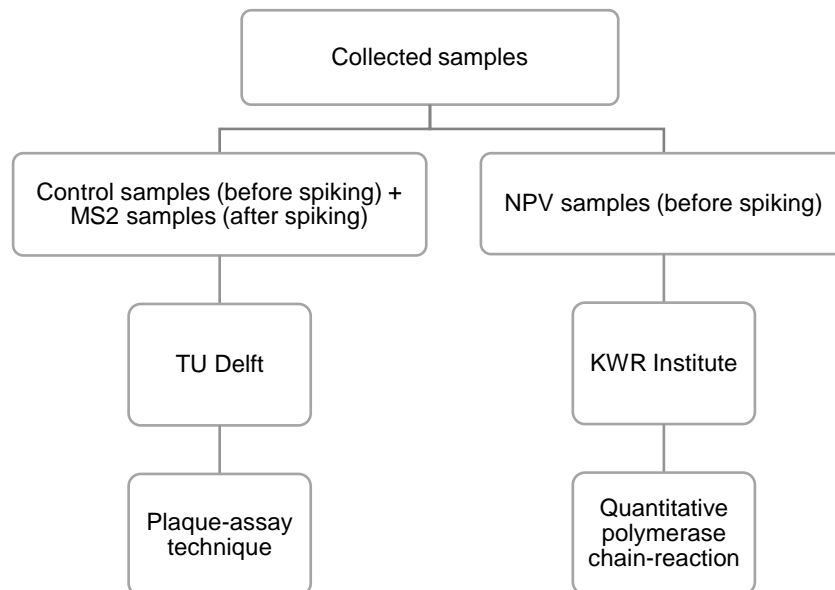 Collected samples
Control samples (before spiking) +
MS2 samples (after spiking)
NPV samples (before spiking)
TU Delft
KWR Institute
Plaque-assay
technique
Quantitative
polymerase
chain-reaction